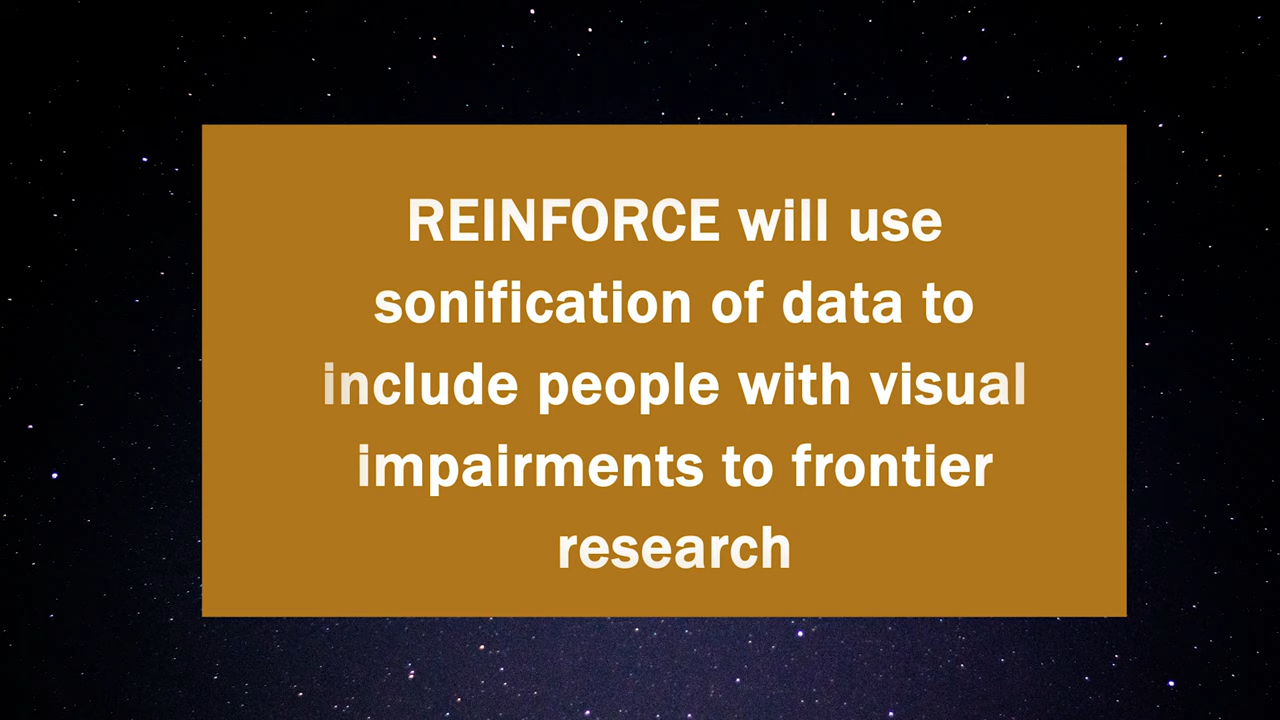 REINFORCE will use
sonification of data to
include people with visual
impairments to frontier
research